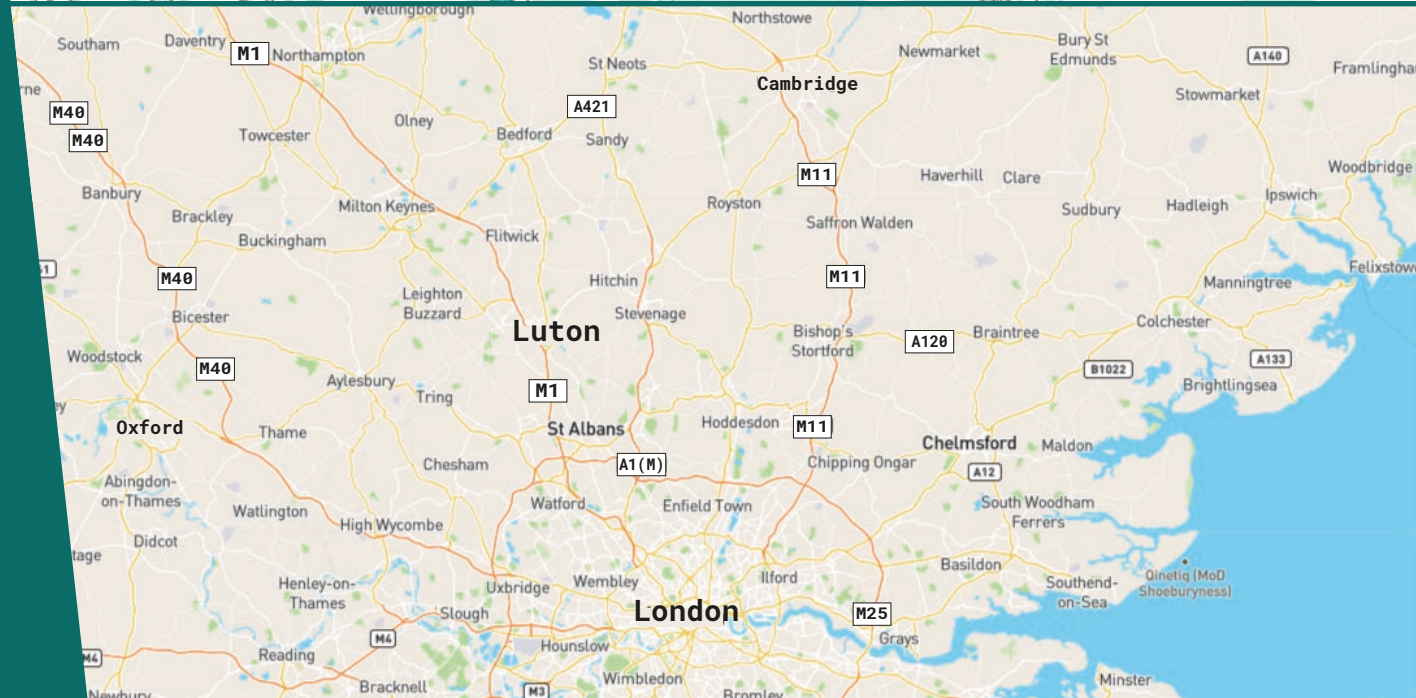 Wellingborough
Northstowe
Southam
Daventry
M1
Northampton
St Neots
Newmarket
Bury St
Edmunds
A140
Framlingha
rne
M40
M40
Towcester
Olney
Bedford
A421
Sandy
Cambridge
Stowmarket
Banbury
Brackley
Buckingham
Milton Keynes
Flitwick
Royston
M11
Haverhill
Clare
Saffron Walden
Sudbury
Hadleigh
Ipswich
Woodbridge
M40
Bicester
Leighton
Buzzard
Hitchin
Stevenage
M11
Manningtree
Felixstowe
Luton
Bishop's
Stortford
A120
Braintree
Colchester
Woodstock
M40
Aylesbury
Tring
M1
B1022
A133
Brightlingsea
ey
Oxford
Thame
St Albans
Hoddesdon
M11
Chelmsford
Maldon
Chesham
A1(M)
Chipping Ongar
A12
Abingdon-
on-Thames
Watlington
High Wycombe
Watford
Enfield Town
South Woodham
Ferrers
Didcot
tage
Henley-on-
Thames
Uxbridge
Wembley
Ilford
Basildon
Southend-
on-Sea
Qinetiq (MoD
Shoeburyness)
Slough
London
M25
Grays
M4
M4
Reading
Hounslow
Wimbledon
Newbury
Bracknell
M3
Bromley
Minster